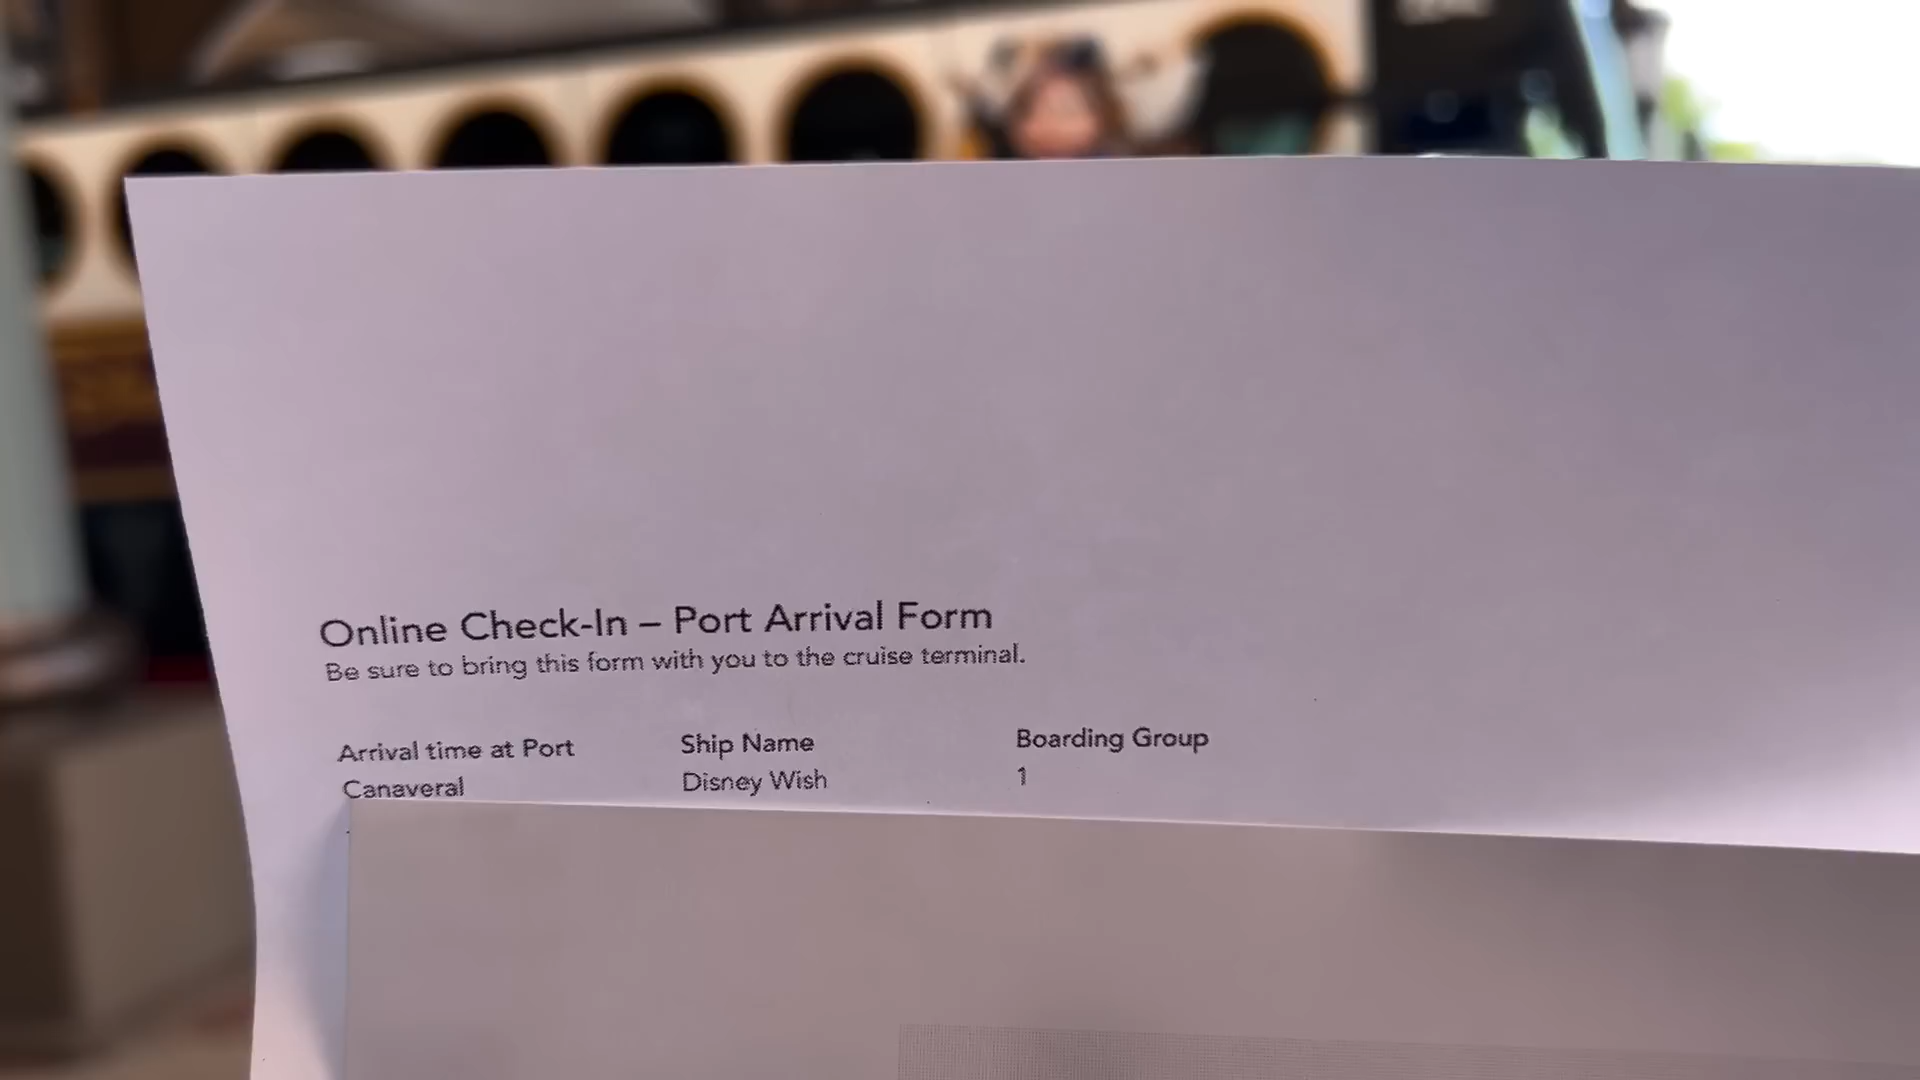 Online Check-In – Port Arrival Form
Be sure to bring this form with you to the cruise terminal.
Arrival time at Port Canaveral
Ship Name
Disney Wish
Boarding Group
1